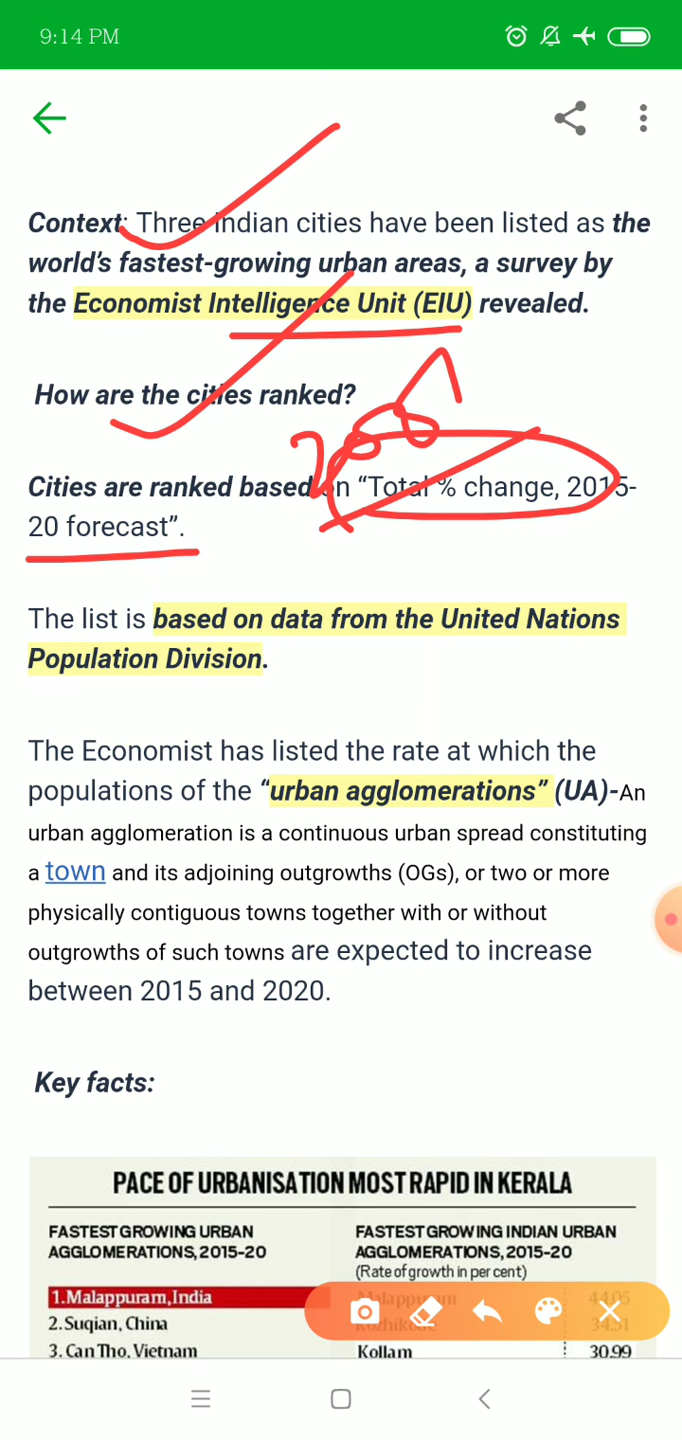 9:14 PM
Context: Three Indian cities have been listed as the
world's fastest-growing urban areas, a survey by
the Economist Intelligence Unit (EIU) revealed.
How are the cities ranked?
Cities are ranked based on "Total % change, 2015-
20 forecast".
The list is based on data from the United Nations
Population Division.
The Economist has listed the rate at which the
populations of the "urban agglomerations" (UA)-An
urban agglomeration is a continuous urban spread constituting
a town and its adjoining outgrowths (OGs), or two or more
physically contiguous towns together with or without
outgrowths of such towns are expected to increase
between 2015 and 2020.
Key facts:
PACE OF URBANISATION MOST RAPID IN KERALA
FASTEST GROWING URBAN
AGGLOMERATIONS, 2015-20
1.Malappuram,India
2.Suqian, China
3. Can Tho, Vietnam
FASTEST GROWING INDIAN URBAN
AGGLOMERATIONS, 2015-20
(Rate of growth in per cent)
Malappuram 44.05
Kozhikode 34.51
Kollam 30.99